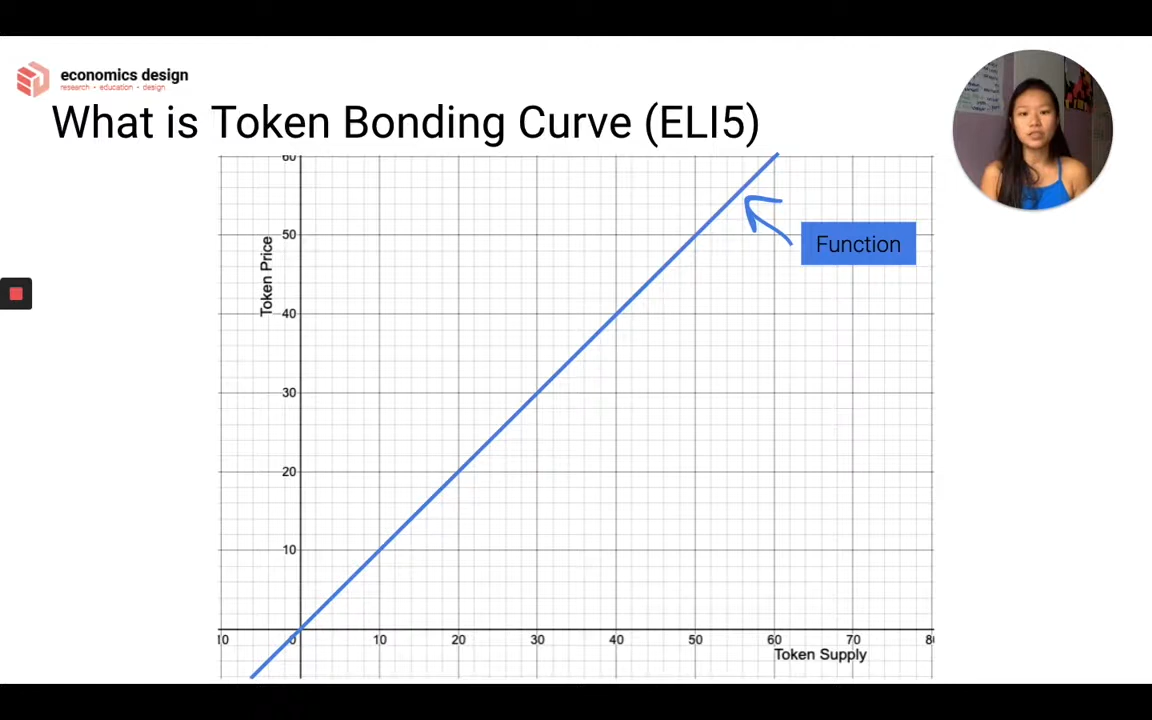 economics design
research • education • design
What is Token Bonding Curve (ELI5)
60
Function
50
Token Price
40
30
20
10
10 0 10 20 30 40 50 60 70 8
Token Supply